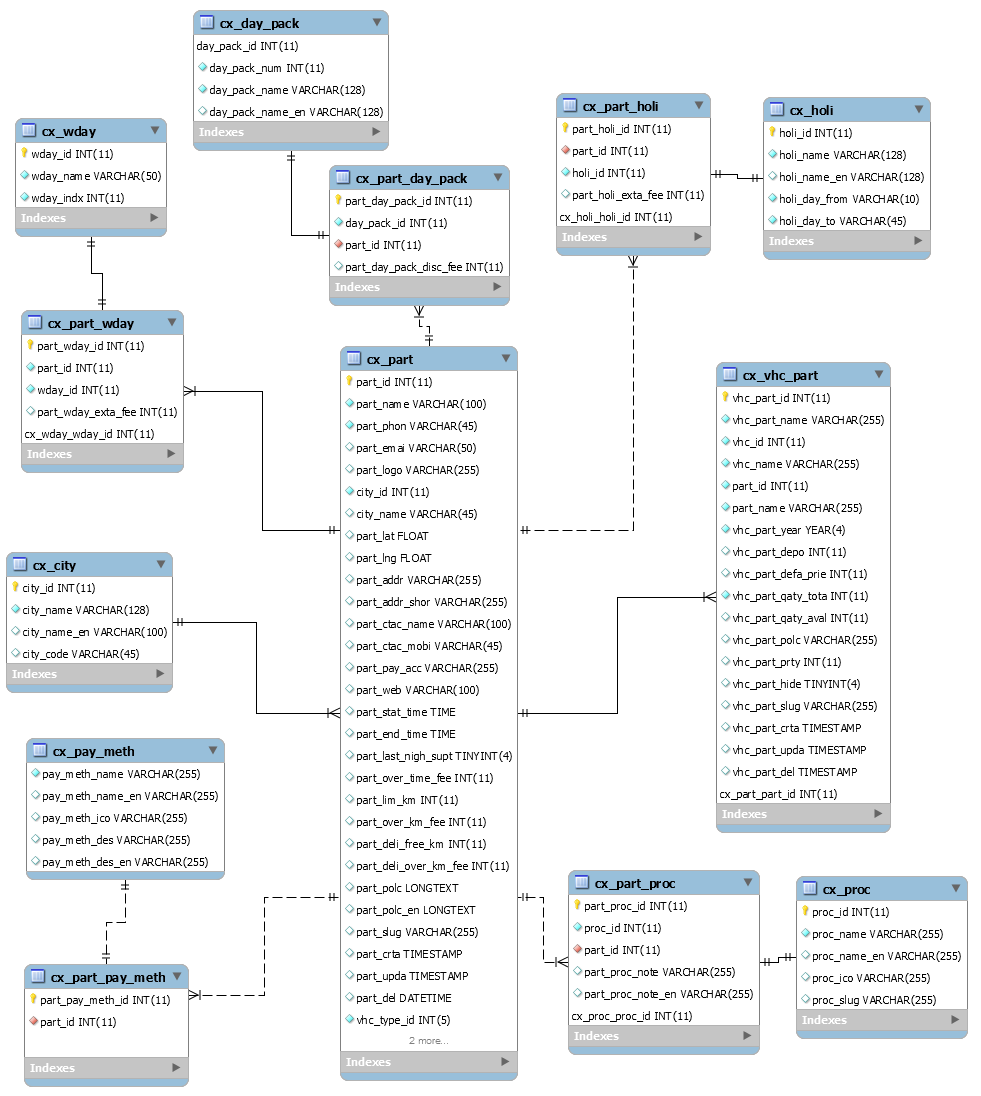 cx_day_pack
day_pack_id INT(11)
day_pack_num INT(11)
day_pack_name VARCHAR(128)
day_pack_name_en VARCHAR(128)
Indexes
cx_wday
wday_id INT(11)
wday_name VARCHAR(50)
wday_indx INT(11)
Indexes
cx_part_day_pack
part_day_pack_id INT(11)
day_pack_id INT(11)
part_id INT(11)
part_day_pack_disc_fee INT(11)
Indexes
cx_part_holi
part_holi_id INT(11)
part_id INT(11)
holi_id INT(11)
part_holi_exta_fee INT(11)
cx_holi_holi_id INT(11)
Indexes
cx_holi
holi_id INT(11)
holi_name VARCHAR(128)
holi_name_en VARCHAR(128)
holi_day_from VARCHAR(10)
holi_day_to VARCHAR(45)
Indexes
cx_part_wday
part_wday_id INT(11)
part_id INT(11)
wday_id INT(11)
part_wday_exta_fee INT(11)
cx_wday_wday_id INT(11)
Indexes
cx_part
part_id INT(11)
part_name VARCHAR(100)
part_phon VARCHAR(45)
part_emai VARCHAR(50)
part_logo VARCHAR(255)
city_id INT(11)
city_name VARCHAR(45)
part_lat FLOAT
part_lng FLOAT
part_addr VARCHAR(255)
part_addr_shor VARCHAR(255)
part_ctac_name VARCHAR(100)
part_ctac_mobi VARCHAR(45)
part_pay_acc VARCHAR(255)
part_web VARCHAR(100)
part_stat_time TIME
part_end_time TIME
part_last_nigh_supt TINYINT(4)
part_over_time_fee INT(11)
part_lim_km INT(11)
part_over_km_fee INT(11)
part_deli_free_km INT(11)
part_deli_over_km_fee INT(11)
part_polc LONGTEXT
part_polc_en LONGTEXT
part_slug VARCHAR(255)
part_crta TIMESTAMP
part_upda TIMESTAMP
part_del DATETIME
vhc_type_id INT(5)
2 more...
Indexes
cx_vhc_part
vhc_part_id INT(11)
vhc_part_name VARCHAR(255)
vhc_id INT(11)
vhc_name VARCHAR(255)
part_id INT(11)
part_name VARCHAR(255)
vhc_part_year YEAR(4)
vhc_part_depo INT(11)
vhc_part_defa_prie INT(11)
vhc_part_qaty_tota INT(11)
vhc_part_qaty_aval INT(11)
vhc_part_polc VARCHAR(255)
vhc_part_prty INT(11)
vhc_part_hide TINYINT(4)
vhc_part_slug VARCHAR(255)
vhc_part_crta TIMESTAMP
vhc_part_upda TIMESTAMP
vhc_part_del TIMESTAMP
cx_part_part_id INT(11)
Indexes
cx_city
city_id INT(11)
city_name VARCHAR(128)
city_name_en VARCHAR(100)
city_code VARCHAR(45)
Indexes
cx_pay_meth
pay_meth_name VARCHAR(255)
pay_meth_name_en VARCHAR(255)
pay_meth_ico VARCHAR(255)
pay_meth_des VARCHAR(255)
pay_meth_des_en VARCHAR(255)
cx_part_pay_meth
part_pay_meth_id INT(11)
part_id INT(11)
Indexes
cx_part_proc
part_proc_id INT(11)
proc_id INT(11)
part_id INT(11)
part_proc_note VARCHAR(255)
part_proc_note_en VARCHAR(255)
cx_proc_proc_id INT(11)
Indexes
cx_proc
proc_id INT(11)
proc_name VARCHAR(255)
proc_name_en VARCHAR(255)
proc_ico VARCHAR(255)
proc_slug VARCHAR(255)
Indexes